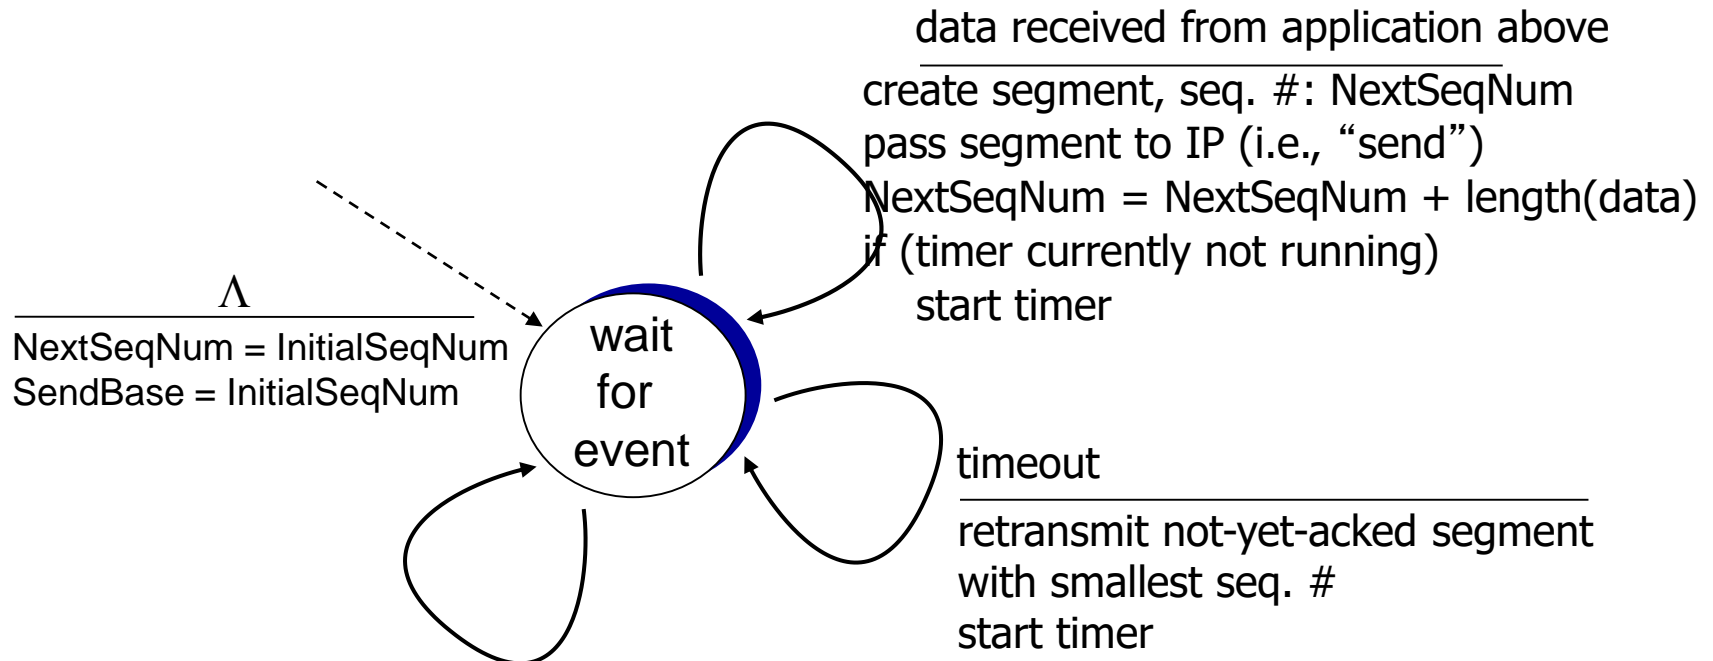 data received from application above
create segment, seq. #: NextSeqNum
pass segment to IP (i.e., “send”)
NextSeqNum = NextSeqNum + length(data)
if (timer currently not running)
start timer
Λ
NextSeqNum = InitialSeqNum
SendBase = InitialSeqNum
wait
for
event
timeout
retransmit not-yet-acked segment
with smallest seq. #
start timer